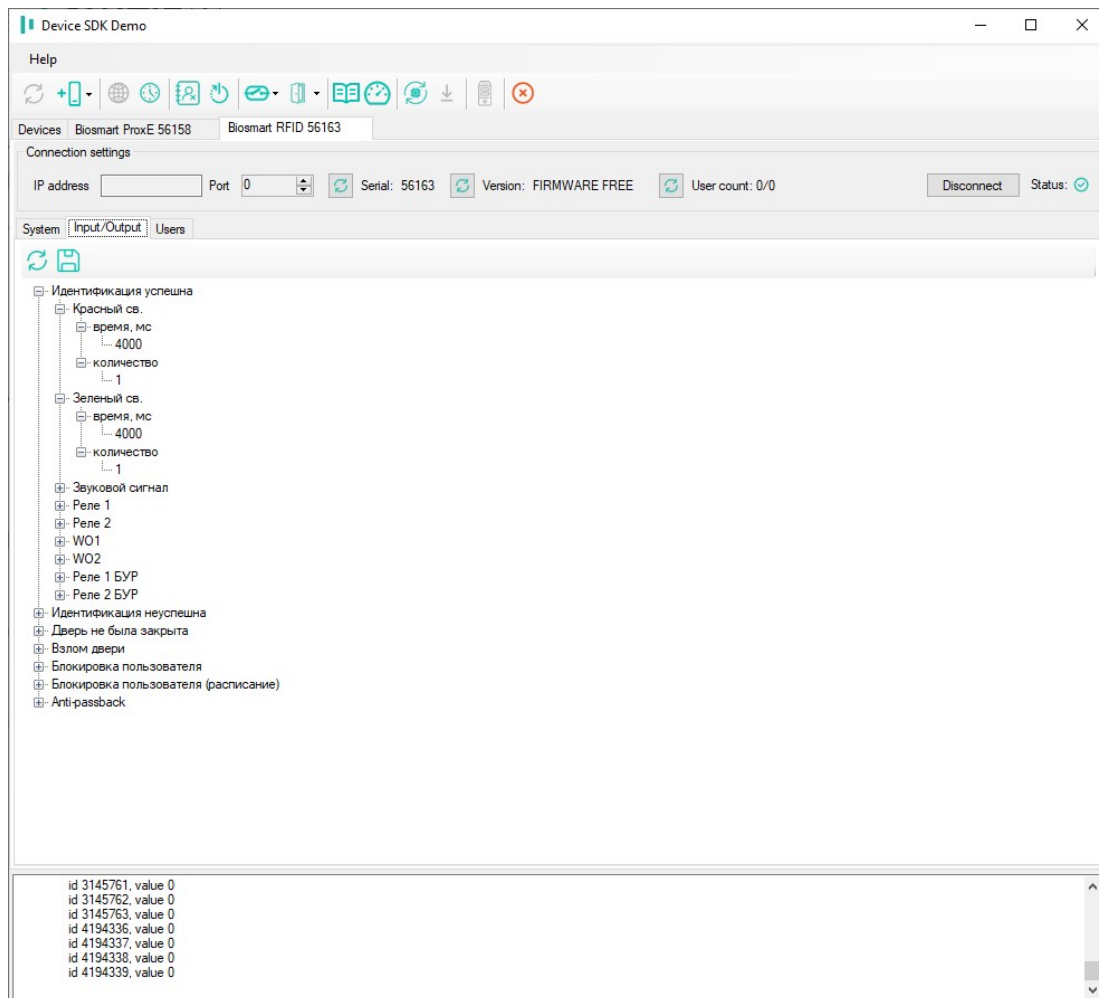 Device SDK Demo
Help
Devices Biosmart ProxE 56158 Biosmart RFID 56163
Connection settings
IP address Port 0 Serial: 56163 Version: FIRMWARE FREE User count: 0/0 Disconnect Status:
System Input/Output Users
Идентификация успешна
Красный св.
время, мс
4000
количество
1
Зеленый св.
время, мс
4000
количество
1
Звуковой сигнал
Реле 1
Реле 2
WO1
WO2
Реле 1 БУР
Реле 2 БУР
Идентификация неуспешна
Дверь не была закрыта
Взлом двери
Блокировка пользователя
Блокировка пользователя (расписание)
Anti-passback
id 3145761, value 0
id 3145762, value 0
id 3145763, value 0
id 4194336, value 0
id 4194337, value 0
id 4194338, value 0
id 4194339, value 0